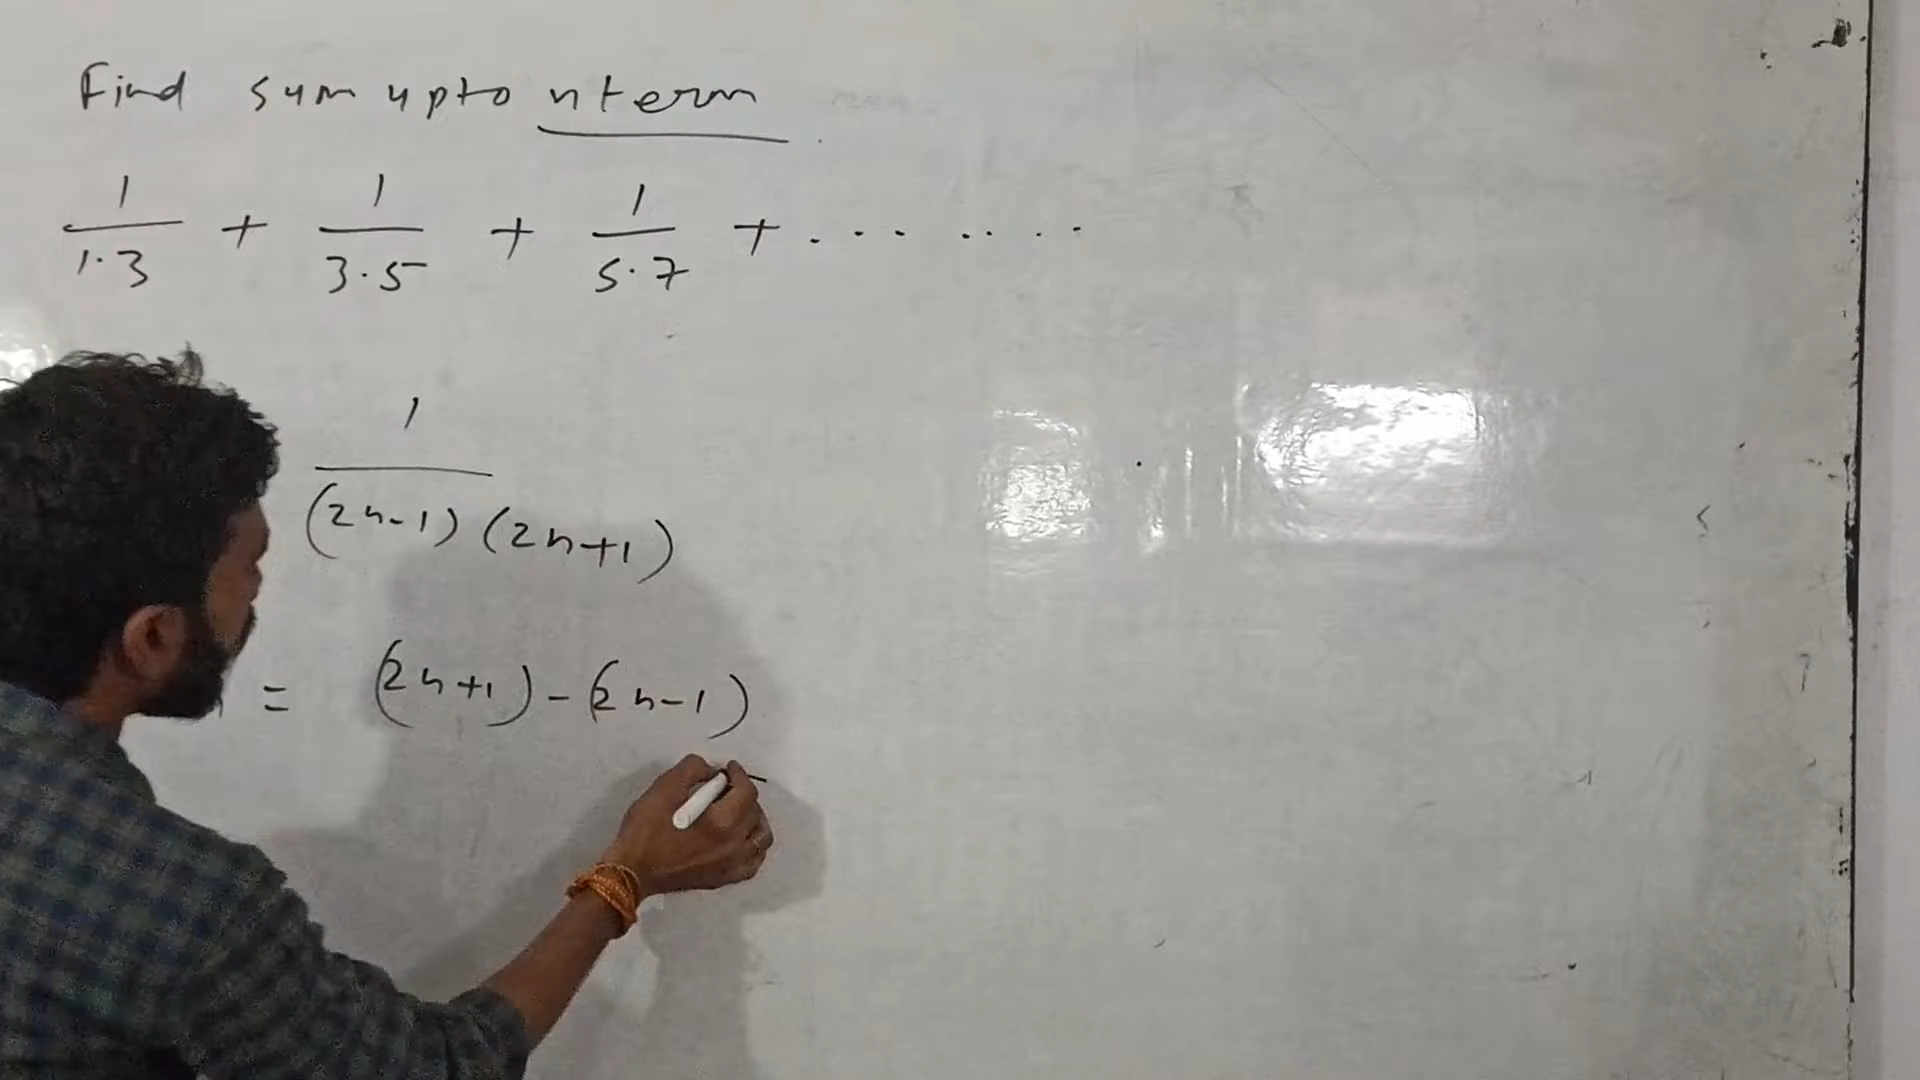 Find sum upto n term
1/1·3 + 1/3·5 + 1/5·7 + .........
1/(2n-1)(2n+1)
= (2n+1)-(2n-1)